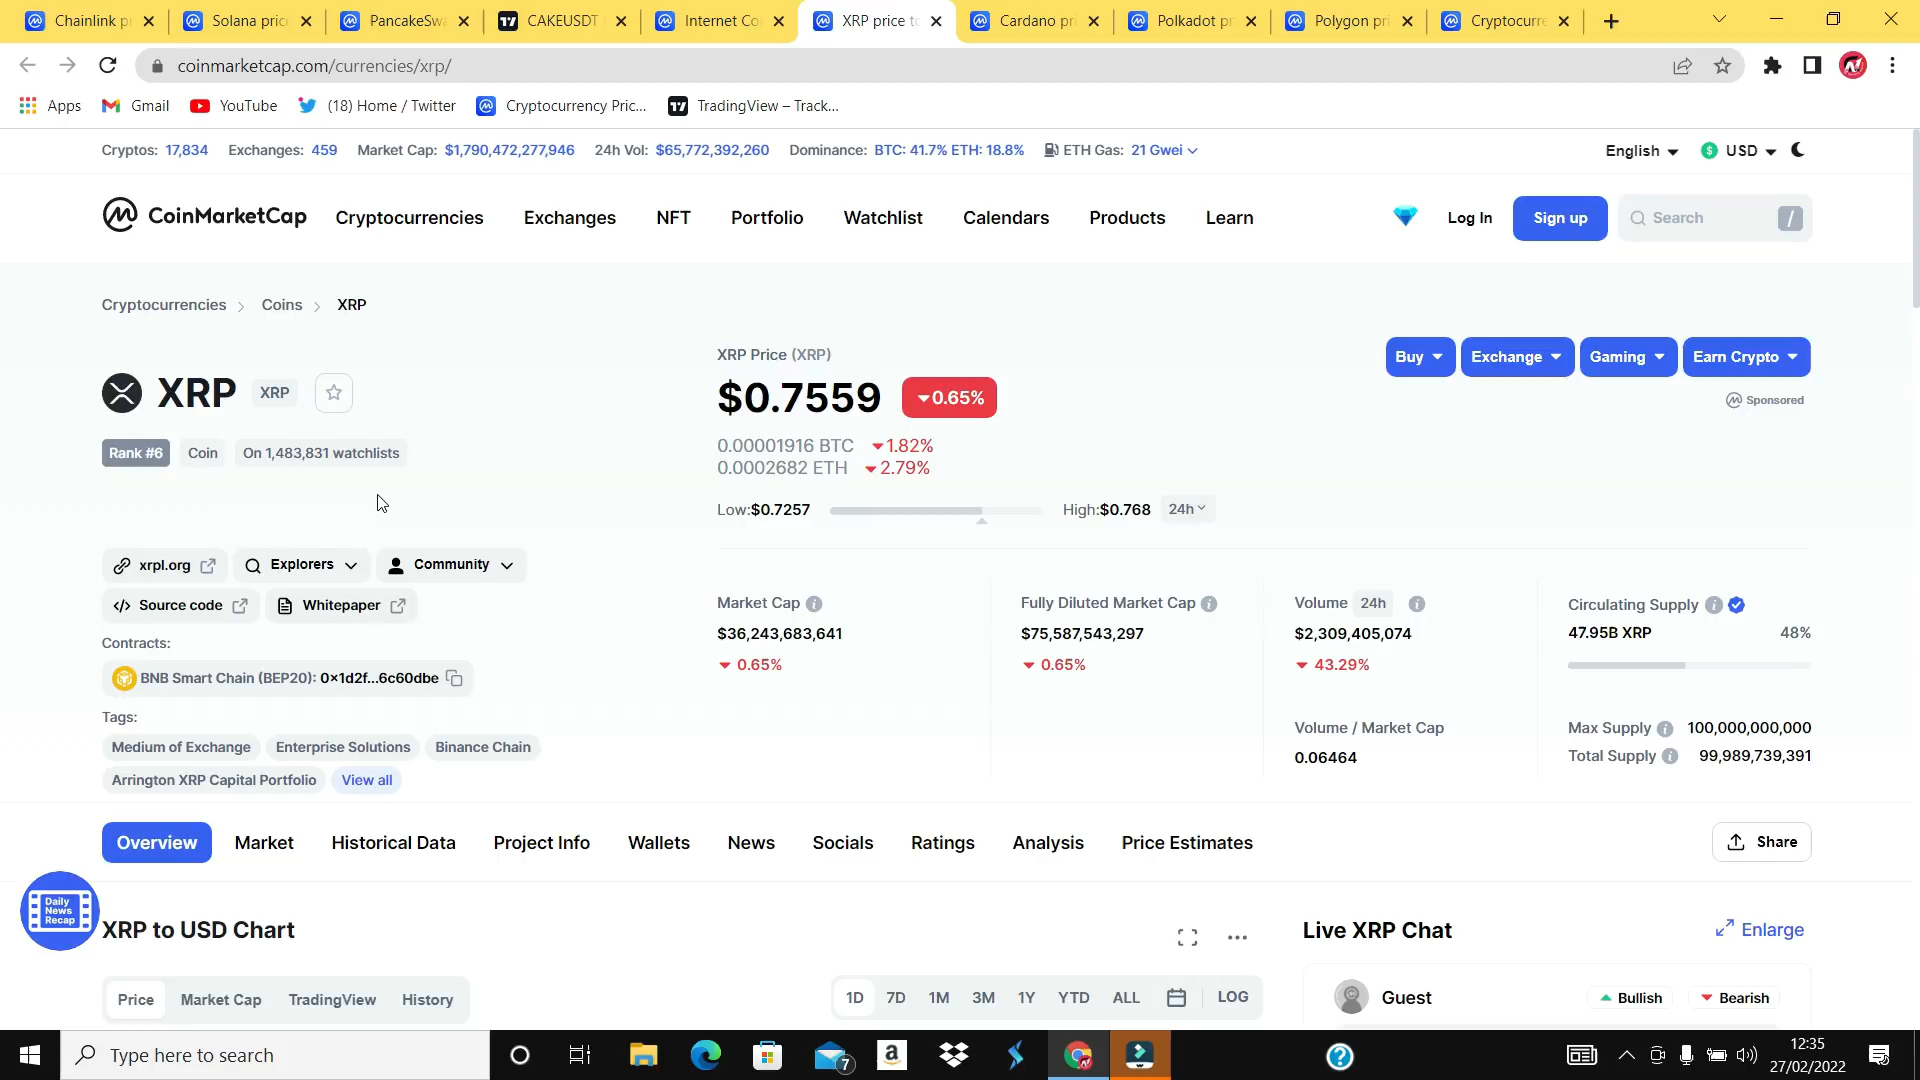 Chainlink p
Solana pric
PancakeSwa
CAKEUSDT
Internet Co
XRP price to
Cardano pri
Polkadot pr
Polygon pri
Cryptocurre
coinmarketcap.com/currencies/xrp/
Apps
Gmail
YouTube
(18) Home / Twitter
Cryptocurrency Pric...
TradingView – Track...
Cryptos: 17,834 Exchanges: 459 Market Cap: $1,790,472,277,946 24h Vol: $65,772,392,260 Dominance: BTC: 41.7% ETH: 18.8% ETH Gas: 21 Gwei
English
USD
CoinMarketCap
Cryptocurrencies
Exchanges
NFT
Portfolio
Watchlist
Calendars
Products
Learn
Log In
Sign up
Search
/
Cryptocurrencies
Coins
XRP
XRP
XRP
Rank #6
Coin
On 1,483,831 watchlists
xrpl.org
Explorers
Community
Source code
Whitepaper
Contracts:
BNB Smart Chain (BEP20): 0x1d2f...6c60dbe
Tags:
Medium of Exchange
Enterprise Solutions
Binance Chain
Arrington XRP Capital Portfolio
View all
XRP Price (XRP)
$0.7559
0.65%
0.00001916 BTC 1.82%
0.0002682 ETH 2.79%
Low:$0.7257
High:$0.768
24h
Buy
Exchange
Gaming
Earn Crypto
Sponsored
Market Cap
$36,243,683,641
0.65%
Fully Diluted Market Cap
$75,587,543,297
0.65%
Volume 24h
$2,309,405,074
43.29%
Volume / Market Cap
0.06464
Circulating Supply
47.95B XRP 48%
Max Supply 100,000,000,000
Total Supply 99,989,739,391
Overview
Market
Historical Data
Project Info
Wallets
News
Socials
Ratings
Analysis
Price Estimates
Share
Daily
News
Recap
XRP to USD Chart
Price
Market Cap
TradingView
History
1D
7D
1M
3M
1Y
YTD
ALL
LOG
Live XRP Chat
Enlarge
Guest
Bullish
Bearish
Type here to search
7
12:35
27/02/2022